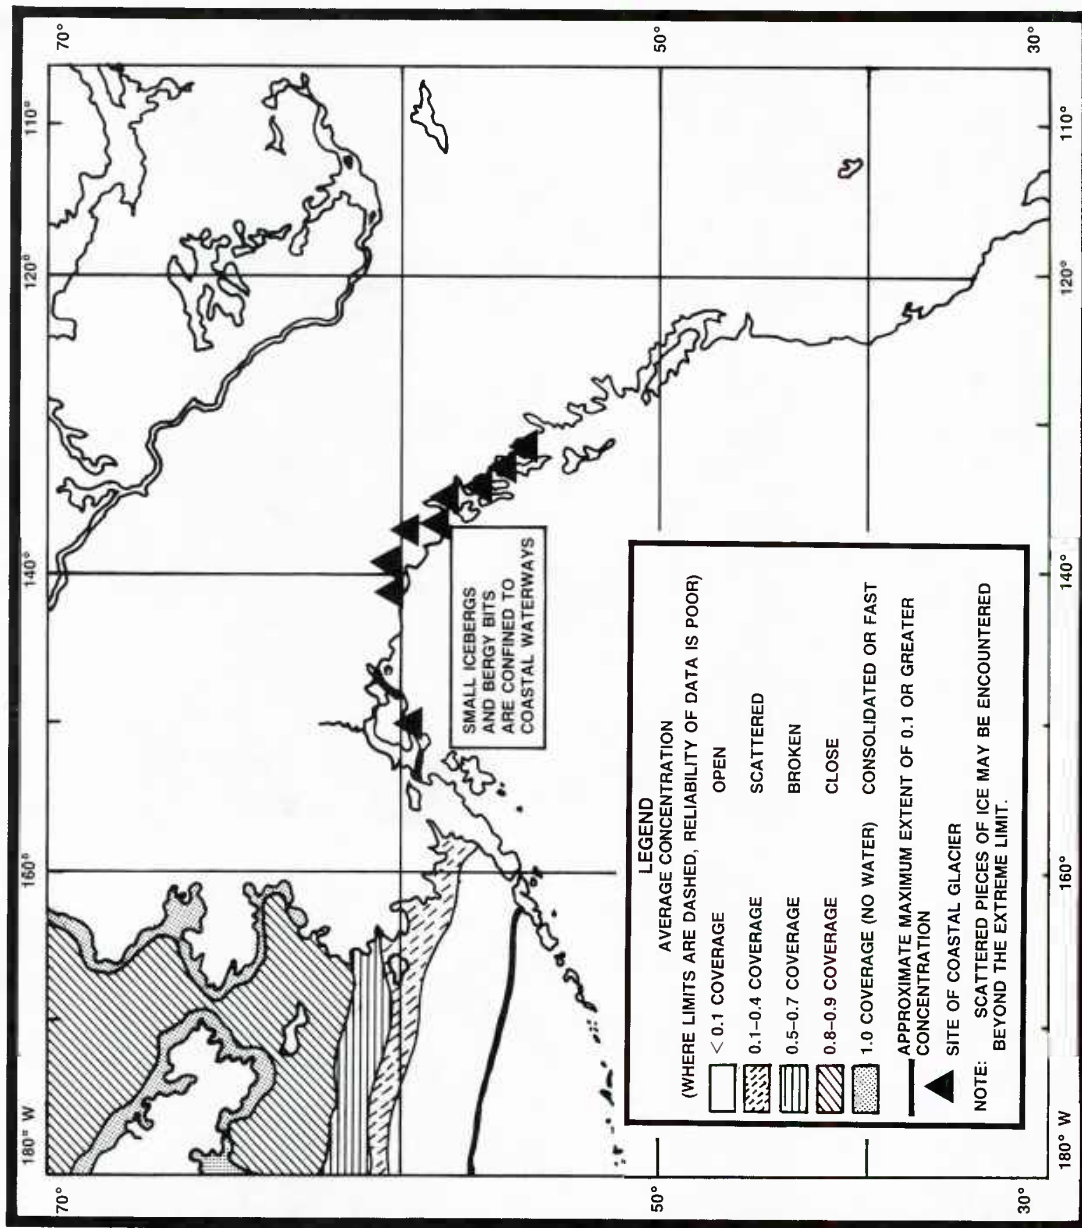 180° W
160°
140°
120°
110°
70°
70°
50°
50°
30°
30°
SMALL ICEBERGS
AND BERGY BITS
ARE CONFINED TO
COASTAL WATERWAYS
LEGEND
AVERAGE CONCENTRATION
(WHERE LIMITS ARE DASHED, RELIABILITY OF DATA IS POOR)
< 0.1 COVERAGE OPEN
0.1–0.4 COVERAGE SCATTERED
0.5–0.7 COVERAGE BROKEN
0.8–0.9 COVERAGE CLOSE
1.0 COVERAGE (NO WATER) CONSOLIDATED OR FAST
APPROXIMATE MAXIMUM EXTENT OF 0.1 OR GREATER
CONCENTRATION
SITE OF COASTAL GLACIER
NOTE: SCATTERED PIECES OF ICE MAY BE ENCOUNTERED
BEYOND THE EXTREME LIMIT.
180° W
160°
140°
120°
110°